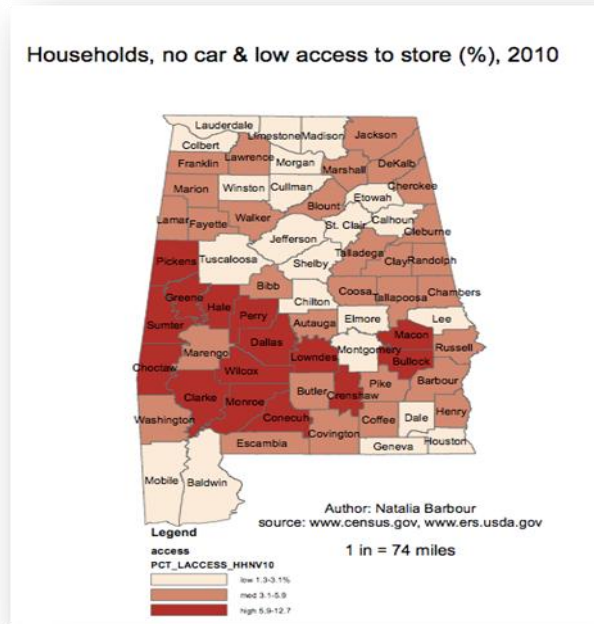 Households, no car & low access to store (%), 2010
Lauderdale
Limestone
Madison
Jackson
Colbert
Franklin
Lawrence
Morgan
Marshall
DeKalb
Marion
Winston
Cullman
Cherokee
Etowah
Blount
Lamar
Fayette
Walker
Calhoun
St. Clair
Cleburne
Jefferson
Pickens
Tuscaloosa
Shelby
Talladega
Clay
Randolph
Bibb
Greene
Hale
Chilton
Coosa
Tallapoosa
Chambers
Perry
Sumter
Autauga
Elmore
Lee
Dallas
Macon
Marengo
Lowndes
Montgomery
Russell
Choctaw
Bullock
Wilcox
Clarke
Butler
Crenshaw
Pike
Barbour
Monroe
Conecuh
Washington
Coffee
Dale
Henry
Covington
Escambia
Geneva
Houston
Mobile
Baldwin
Author: Natalia Barbour
source: www.census.gov, www.ers.usda.gov
1 in = 74 miles
Legend
access
PCT_LACCESS_HHNV10
low 1.3-3.1%
med 3.1-5.9
high 5.9-12.7